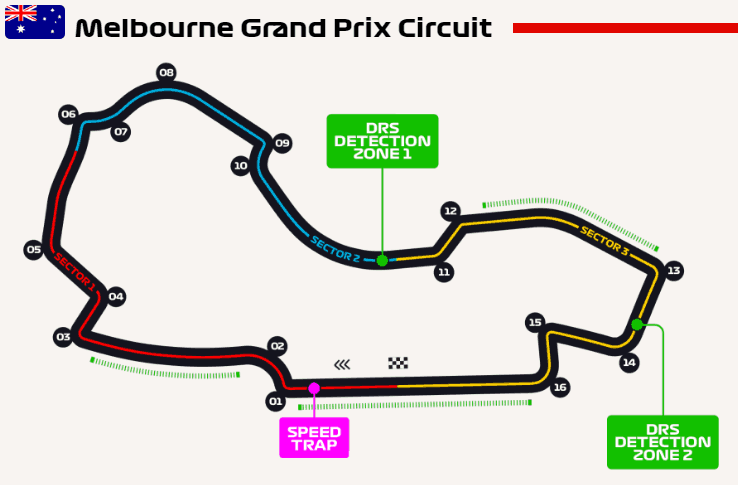 Melbourne Grand Prix Circuit
08
06
07
09
10
DRS
DETECTION
ZONE 1
12
11
SECTOR 2
SECTOR 3
13
05
SECTOR 1
04
03
02
01
15
14
16
SPEED
TRAP
DRS
DETECTION
ZONE 2